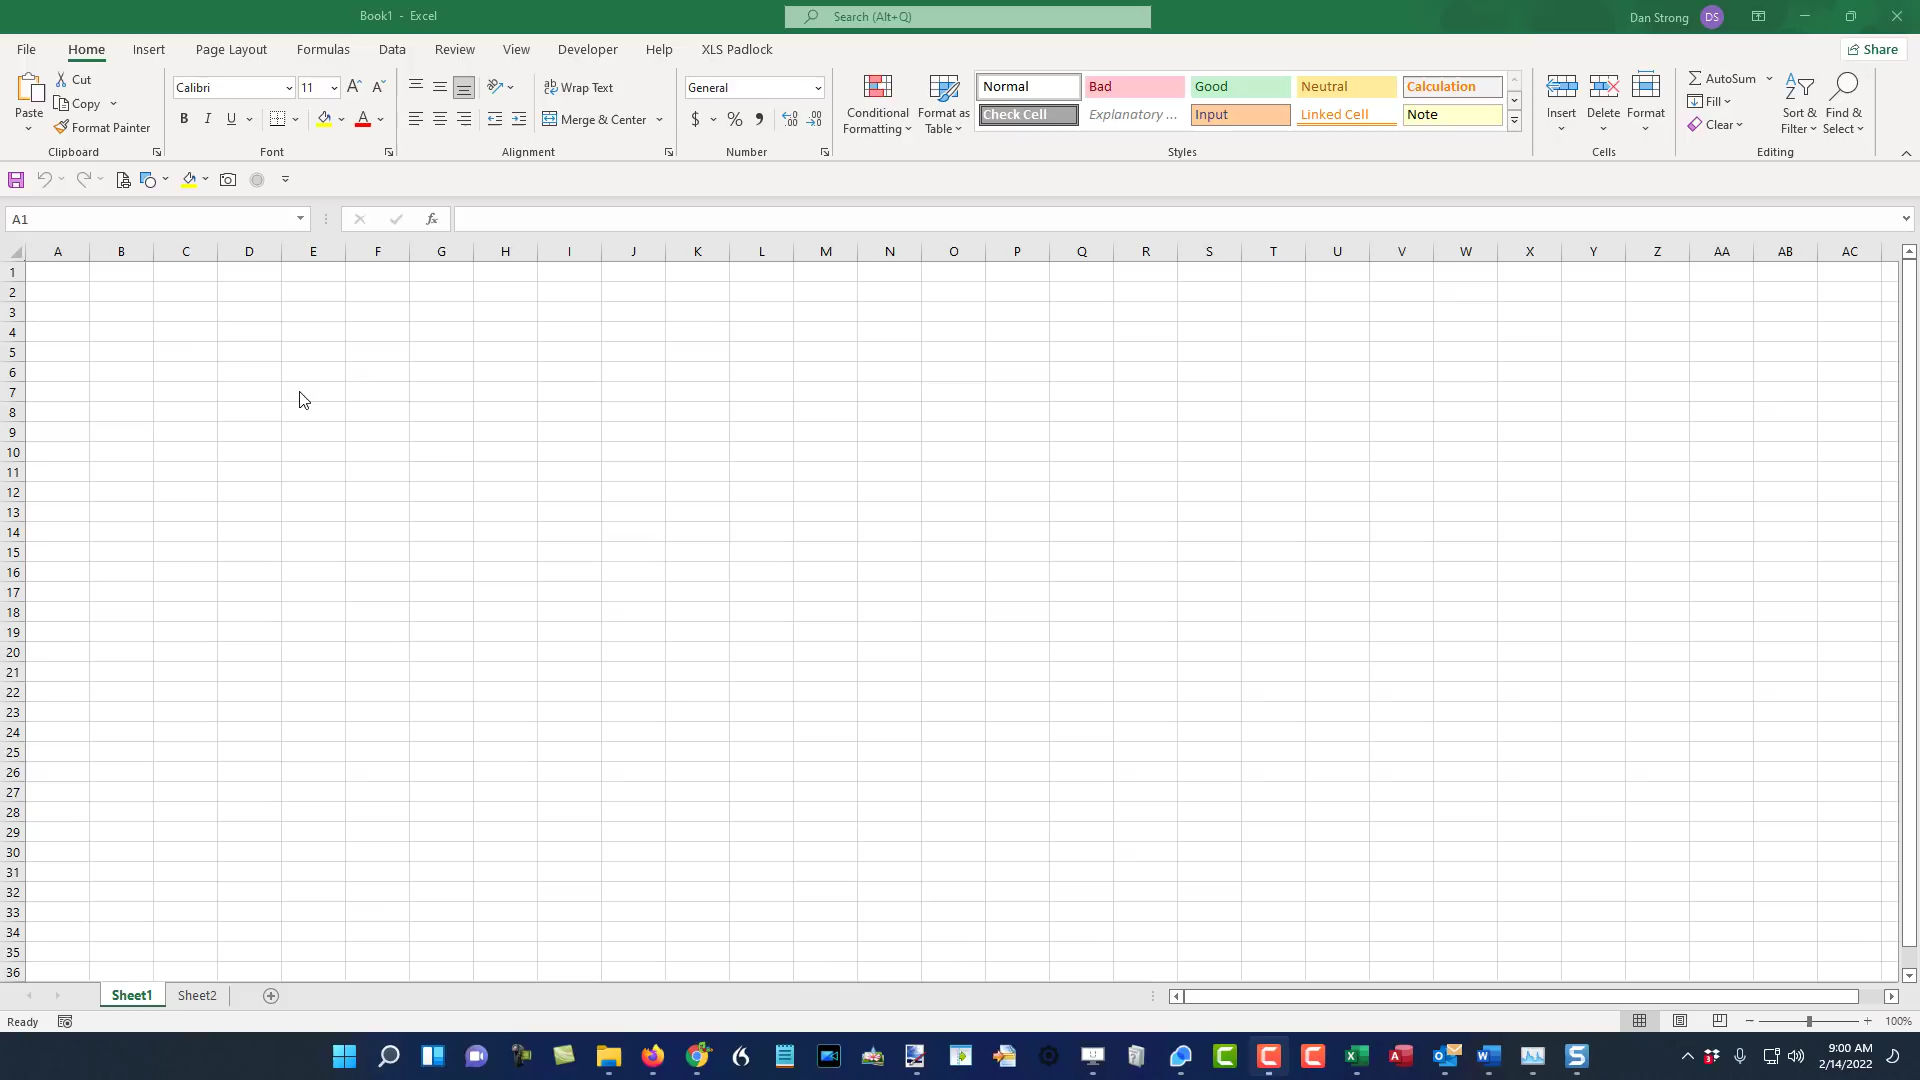 Book1 - Excel
Search (Alt+Q)
Dan Strong DS
File Home Insert Page Layout Formulas Data Review View Developer Help XLS Padlock Share
Paste
Cut
Copy
Format Painter
Clipboard
Calibri 11
B I U
Font
Wrap Text
Merge & Center
Alignment
General
$ % 9
Number
Conditional Formatting
Format as Table
Normal Bad Good Neutral Calculation
Check Cell Explanatory ... Input Linked Cell Note
Styles
Insert Delete Format
Cells
AutoSum
Fill
Clear
Sort & Filter
Find & Select
Editing
A1 fx
A B C D E F G H I J K L M N O P Q R S T U V W X Y Z AA AB AC
1
2
3
4
5
6
7
8
9
10
11
12
13
14
15
16
17
18
19
20
21
22
23
24
25
26
27
28
29
30
31
32
33
34
35
36
Sheet1 Sheet2
Ready
100%
9:00 AM
2/14/2022